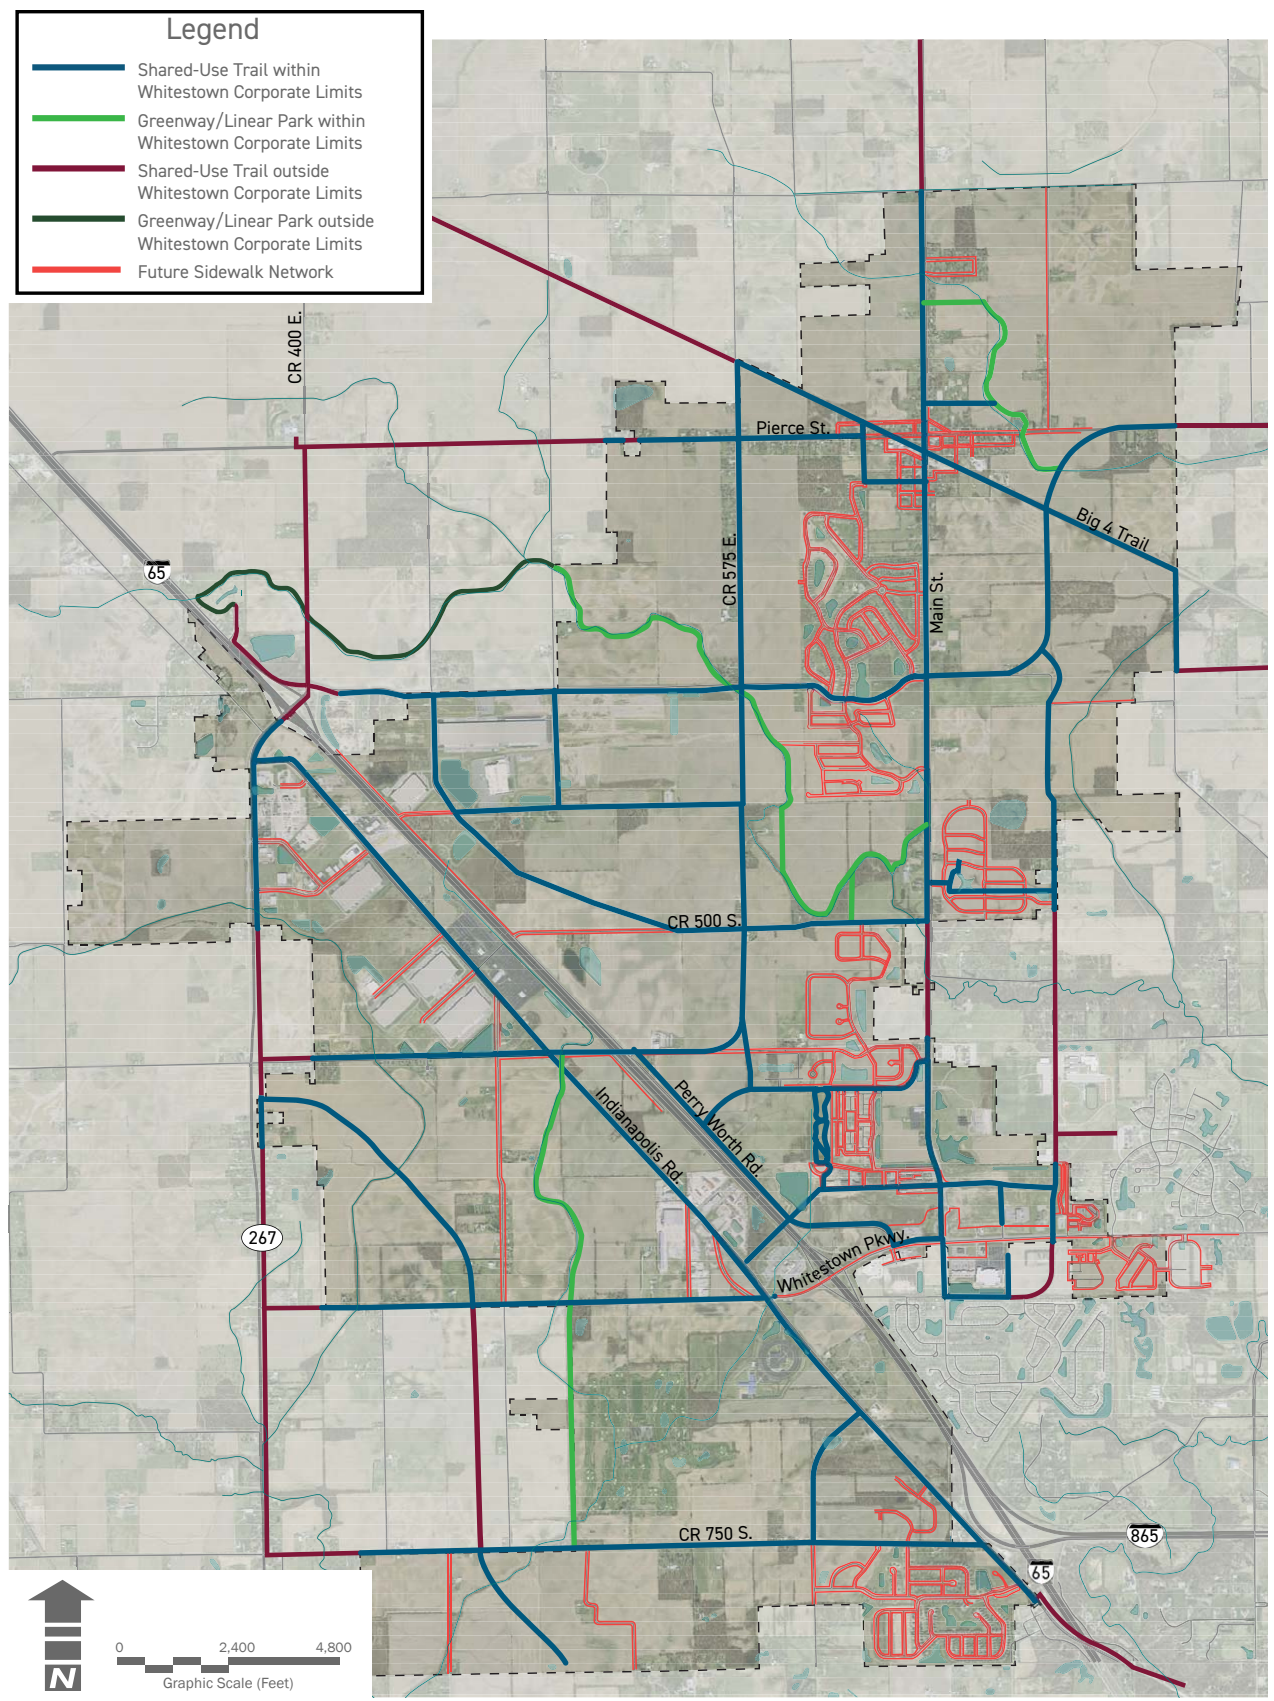 Legend
Shared-Use Trail within
Whitestown Corporate Limits
Greenway/Linear Park within
Whitestown Corporate Limits
Shared-Use Trail outside
Whitestown Corporate Limits
Greenway/Linear Park outside
Whitestown Corporate Limits
Future Sidewalk Network
CR 400 E.
Pierce St.
Big 4 Trail
65
CR 575 E.
Main St.
CR 500 S.
Perry Worth Rd.
Indianapolis Rd.
267
Whitestown Pkwy.
CR 750 S.
865
65
0 2,400 4,800
Graphic Scale (Feet)
N